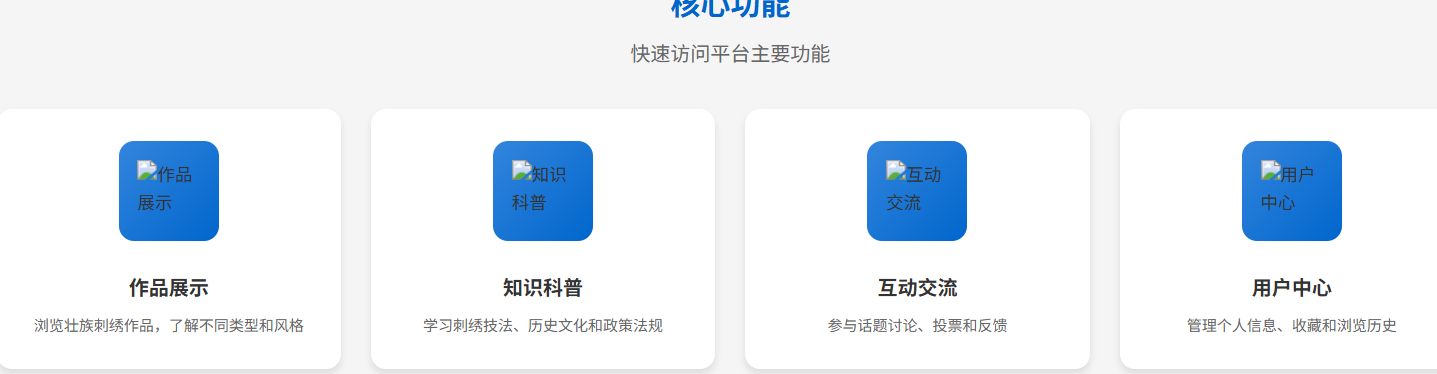 核心功能
快速访问平台主要功能
作品
展示
知识
科普
互动
交流
用户
中心
作品展示
知识科普
互动交流
用户中心
浏览壮族刺绣作品，了解不同类型和风格
学习刺绣技法、历史文化和政策法规
参与话题讨论、投票和反馈
管理个人信息、收藏和浏览历史